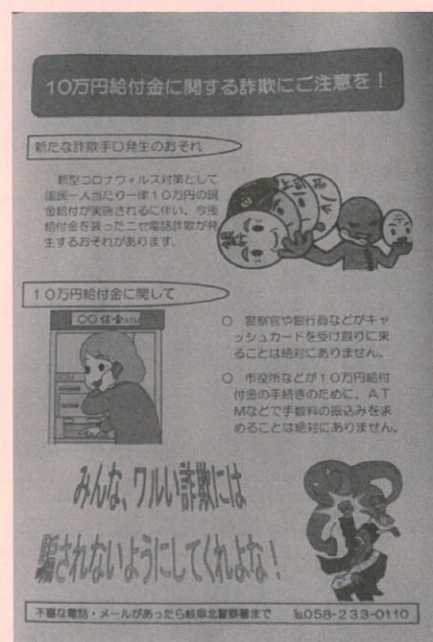 10万円給付金に関する詐欺にご注意を！
新たな詐欺手口発生のおそれ
新型コロナウィルス対策として
国民一人当たり一律１０万円の現
金給付が実施されるに伴い、今後
給付金を装ったニセ電話詐欺が発
生するおそれがあります。
１０万円給付金に関して
〇〇信金ＡＴＭ
○　警察官や銀行員などがキャ
ッシュカードを受け取りに来
ることは絶対にありません。
○　市役所などが１０万円給付
付金の手続きのために、ＡＴ
Ｍなどで手数料の振込みを求
めることは絶対にありません。
みんな、ワルい詐欺には
騙されないようにしてくれよな！
不審な電話・メールがあったら岐阜北警察署まで　℡058-233-0110